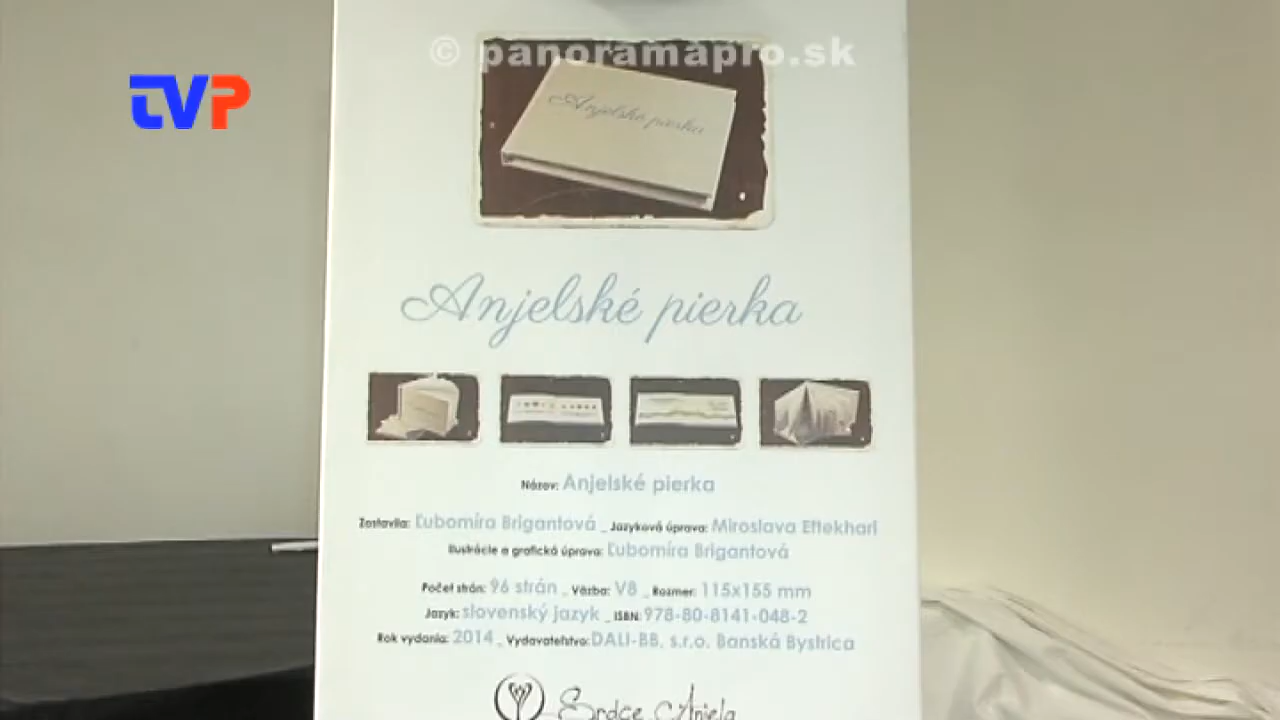 © panoramapro.sk
TVP
Anjelské pierka
Anjelské pierka
Názov: Anjelské pierka
Zostavila: Ľubomíra Brigantová _ Jazyková úprava: Miroslava Eftekhari
Ilustrácie a grafická úprava: Ľubomíra Brigantová
Počet strán: 96 strán _ Väzba: V8 _ Rozmer: 115x155 mm
Jazyk: slovenský jazyk _ ISBN: 978-80-8141-048-2
Rok vydania: 2014 _ Vydavateľstvo: DALI-BB, s.r.o. Banská Bystrica
Srdce Anjela